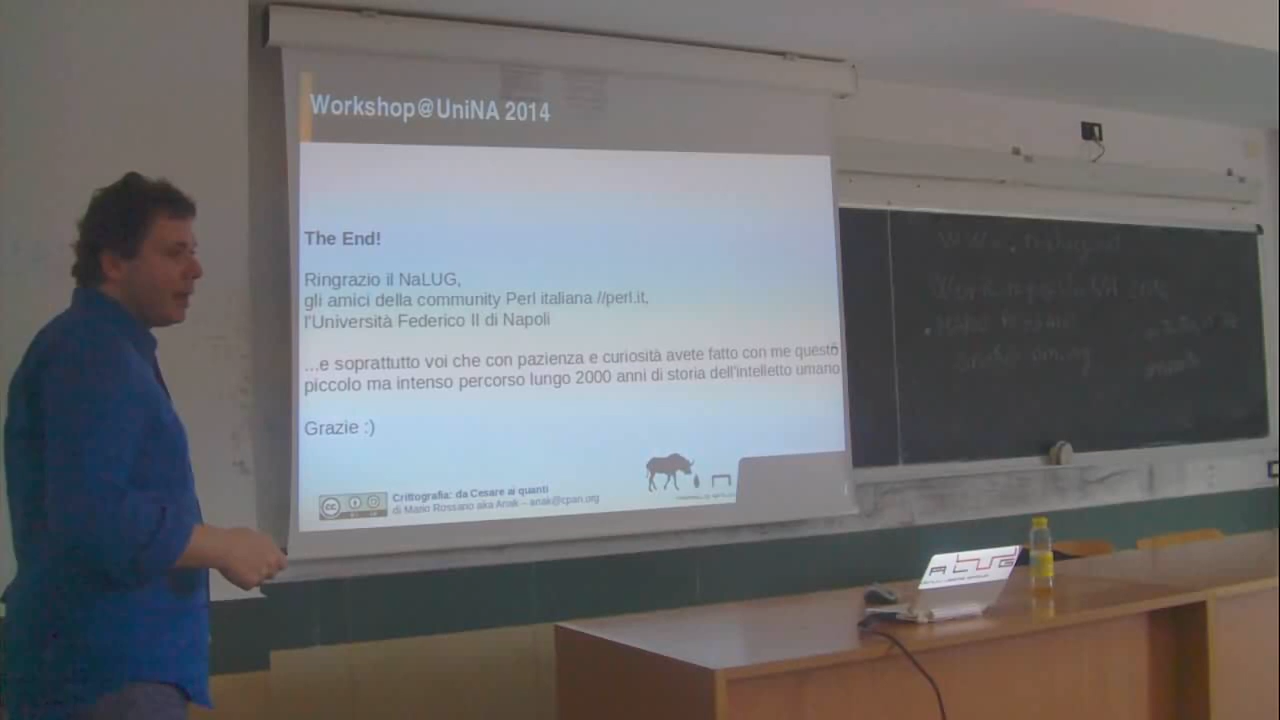 Workshop@UniNA 2014
The End!
Ringrazio il NaLUG,
gli amici della community Perl italiana //perl.it,
l'Università Federico II di Napoli
...e soprattutto voi che con pazienza e curiosità avete fatto con me questo
piccolo ma intenso percorso lungo 2000 anni di storia dell'intelletto umano
Grazie :)
cc
Crittografia: da Cesare ai quanti
di Mario Rossano aka Anak – anak@cpan.org